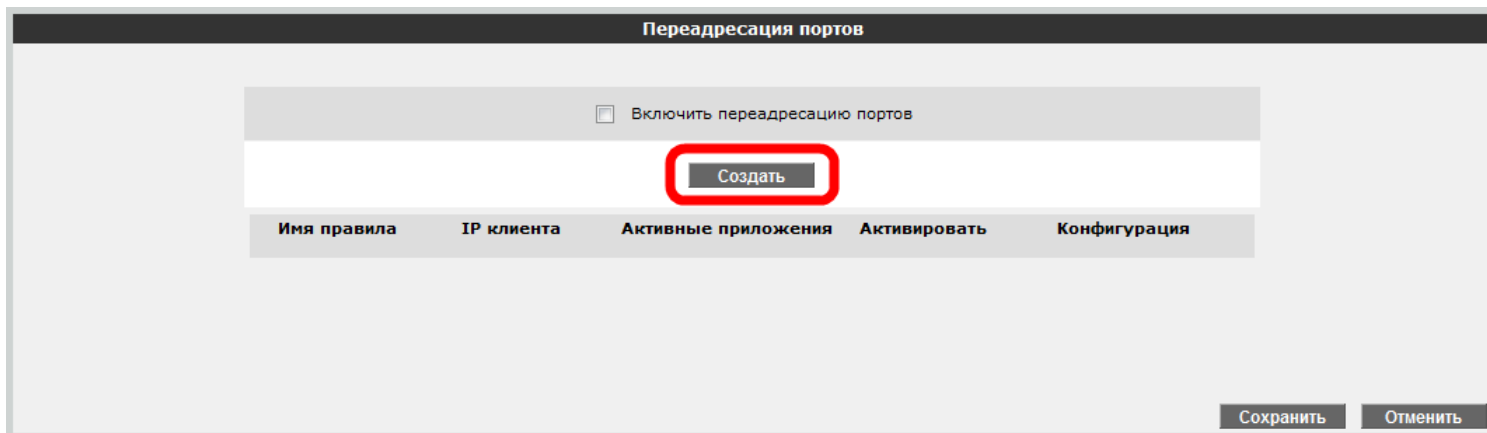 Переадресация портов
Включить переадресацию портов
Создать
Имя правила IP клиента Активные приложения Активировать Конфигурация
Сохранить Отменить